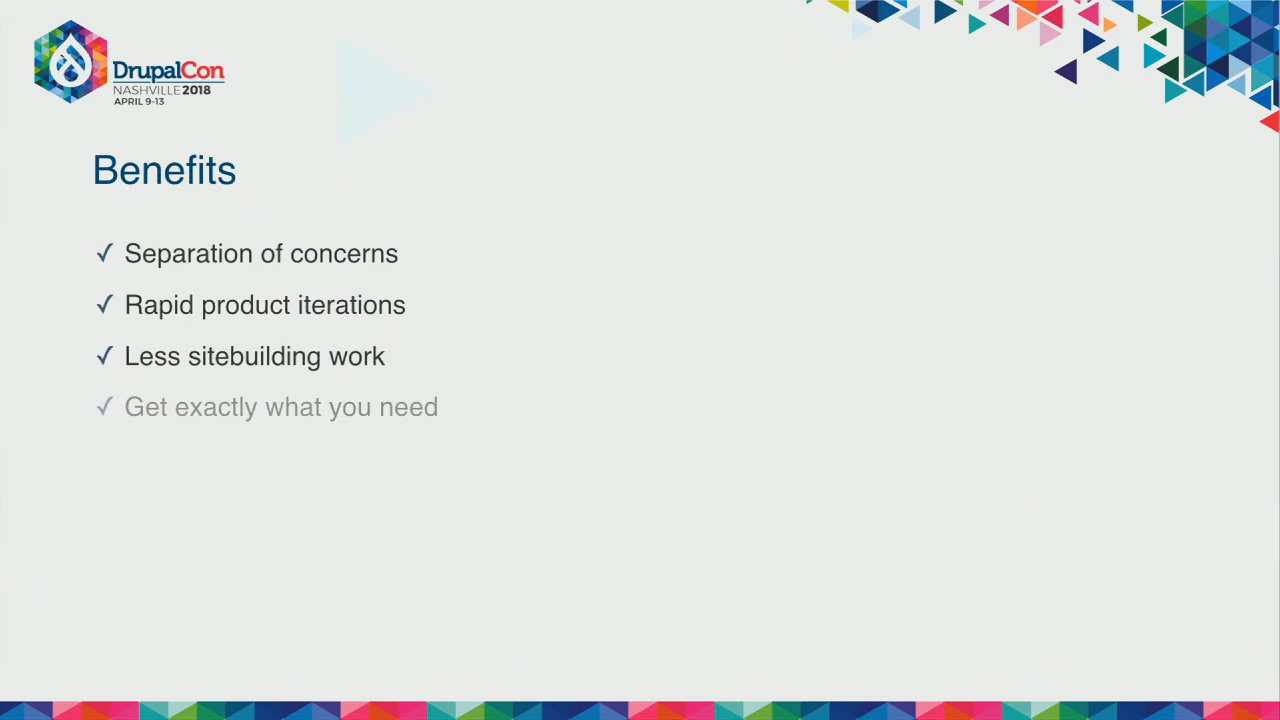 DrupalCon
NASHVILLE 2018
APRIL 9-13
Benefits
✓ Separation of concerns
✓ Rapid product iterations
✓ Less sitebuilding work
✓ Get exactly what you need